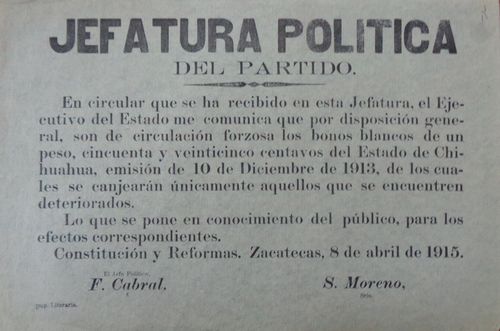 JEFATURA POLITICA
DEL PARTIDO.
En circular que se ha recibido en esta Jefatura, el Eje-
cutivo del Estado me comunica que por disposición gene-
ral, son de circulación forzosa los bonos blancos de un
peso, cincuenta y veinticinco centavos del Estado de Chi-
huahua, emisión de 10 de Diciembre de 1913, de los cua-
les se canjearán únicamente aquellos que se encuentren
deteriorados.
Lo que se pone en conocimiento del público, para los
efectos correspondientes.
Constitución y Reformas. Zacatecas, 8 de abril de 1915.
El Jefe Político,
F. Cabral.
S. Moreno,
Srio.
Imp. Literaria.